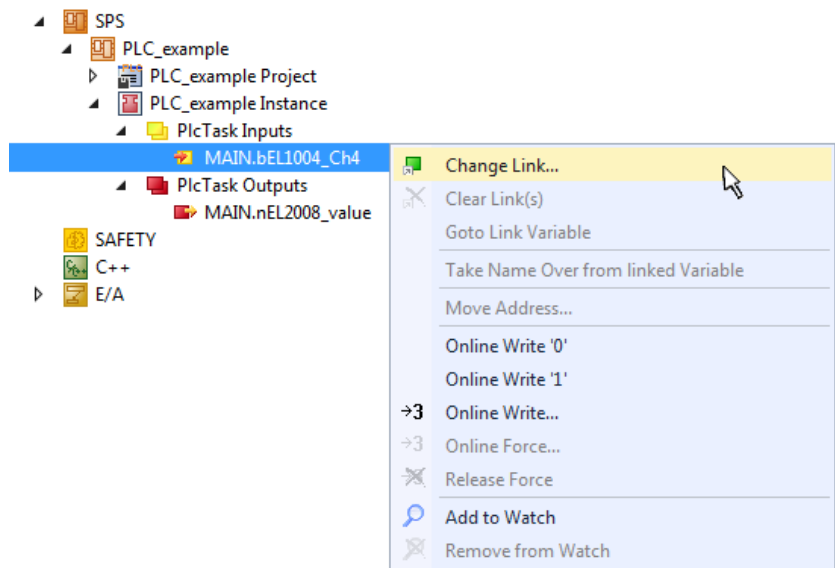 SPS
PLC_example
PLC_example Project
PLC_example Instance
PlcTask Inputs
MAIN.bEL1004_Ch4
PlcTask Outputs
MAIN.nEL2008_value
SAFETY
C++
E/A
Change Link...
Clear Link(s)
Goto Link Variable
Take Name Over from linked Variable
Move Address...
Online Write '0'
Online Write '1'
→3 Online Write...
→3 Online Force...
Release Force
Add to Watch
Remove from Watch